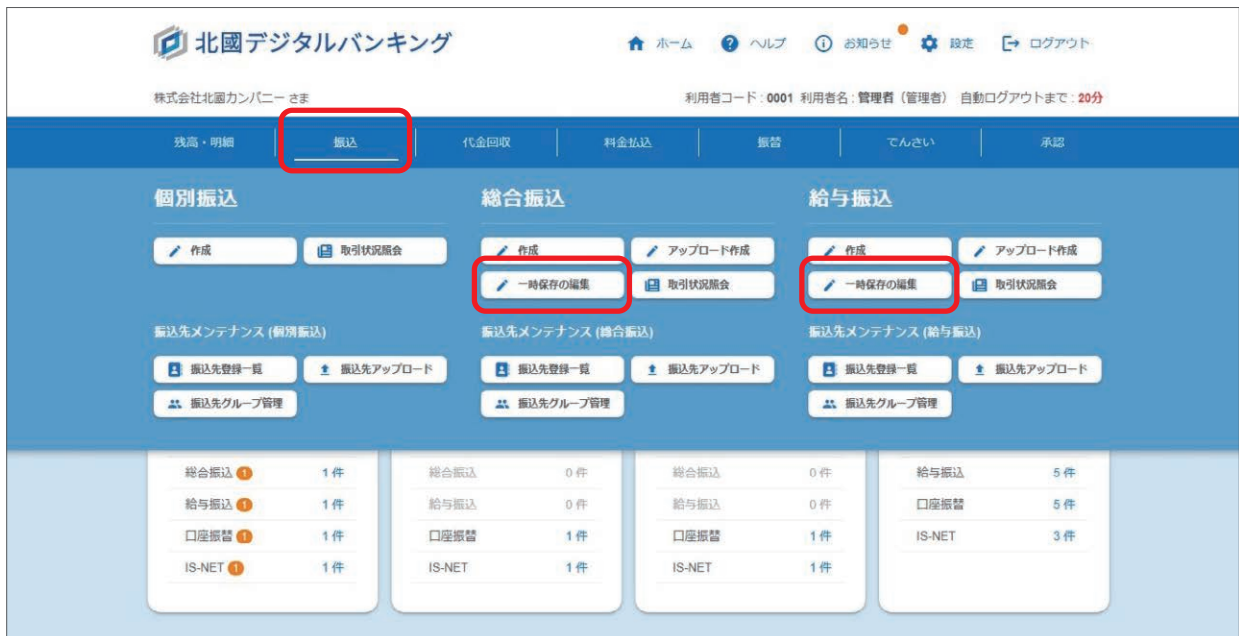 北國デジタルバンキング
ホーム ヘルプ お知らせ 設定 ログアウト
株式会社北國カンパニー さま 利用者コード : 0001 利用者名 : 管理者 (管理者) 自動ログアウトまで : 20分
残高・明細 振込 代金回収 料金払込 振替 でんさい 承認
個別振込 総合振込 給与振込
作成 取引状況照会 作成 アップロード作成 作成 アップロード作成
一時保存の編集 取引状況照会 一時保存の編集 取引状況照会
振込先メンテナンス (個別振込) 振込先メンテナンス (総合振込) 振込先メンテナンス (給与振込)
振込先登録一覧 振込先アップロード 振込先登録一覧 振込先アップロード 振込先登録一覧 振込先アップロード
振込先グループ管理 振込先グループ管理 振込先グループ管理
総合振込 1 1件 総合振込 0件 総合振込 0件 給与振込 5件
給与振込 1 1件 給与振込 0件 給与振込 0件 口座振替 5件
口座振替 1 1件 口座振替 1件 口座振替 1件 IS-NET 3件
IS-NET 1 1件 IS-NET 1件 IS-NET 1件